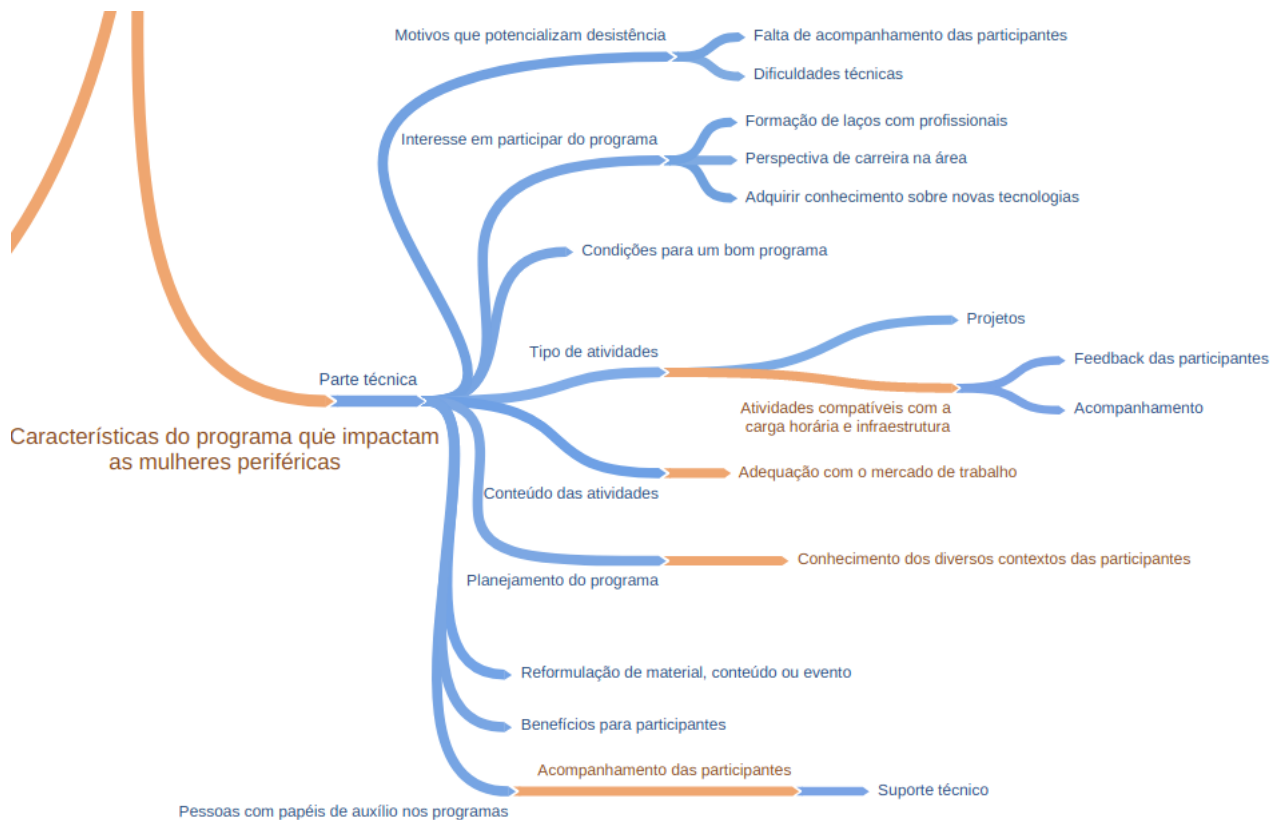 Motivos que potencializam desistência
Falta de acompanhamento das participantes
Dificuldades técnicas
Interesse em participar do programa
Formação de laços com profissionais
Perspectiva de carreira na área
Adquirir conhecimento sobre novas tecnologias
Condições para um bom programa
Tipo de atividades
Projetos
Atividades compatíveis com a
carga horária e infraestrutura
Feedback das participantes
Acompanhamento
Parte técnica
Características do programa que impactam
as mulheres periféricas
Conteúdo das atividades
Adequação com o mercado de trabalho
Planejamento do programa
Conhecimento dos diversos contextos das participantes
Reformulação de material, conteúdo ou evento
Benefícios para participantes
Pessoas com papéis de auxílio nos programas
Acompanhamento das participantes
Suporte técnico